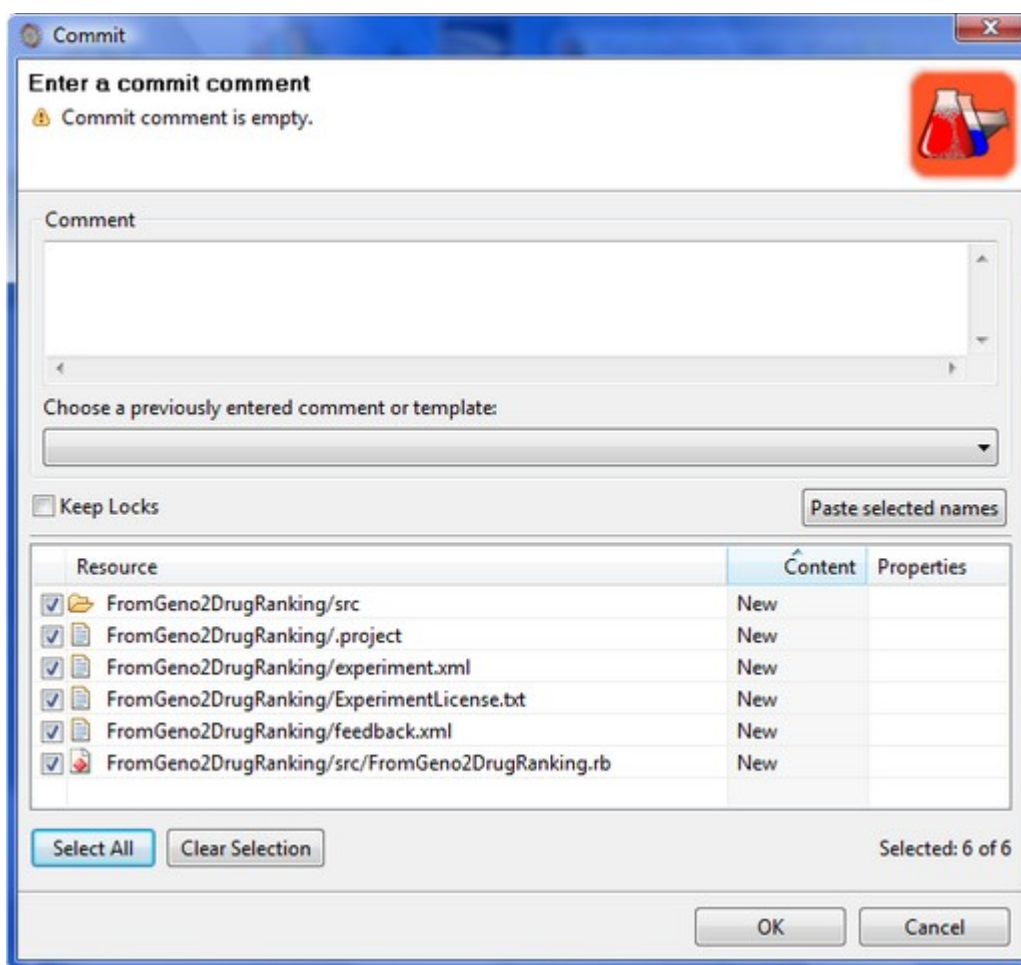 Commit
Enter a commit comment
Commit comment is empty.
Comment
Choose a previously entered comment or template:
Keep Locks
Paste selected names
Resource Content Properties
FromGeno2DrugRanking/src New
FromGeno2DrugRanking/.project New
FromGeno2DrugRanking/experiment.xml New
FromGeno2DrugRanking/ExperimentLicense.txt New
FromGeno2DrugRanking/feedback.xml New
FromGeno2DrugRanking/src/FromGeno2DrugRanking.rb New
Select All Clear Selection Selected: 6 of 6
OK Cancel